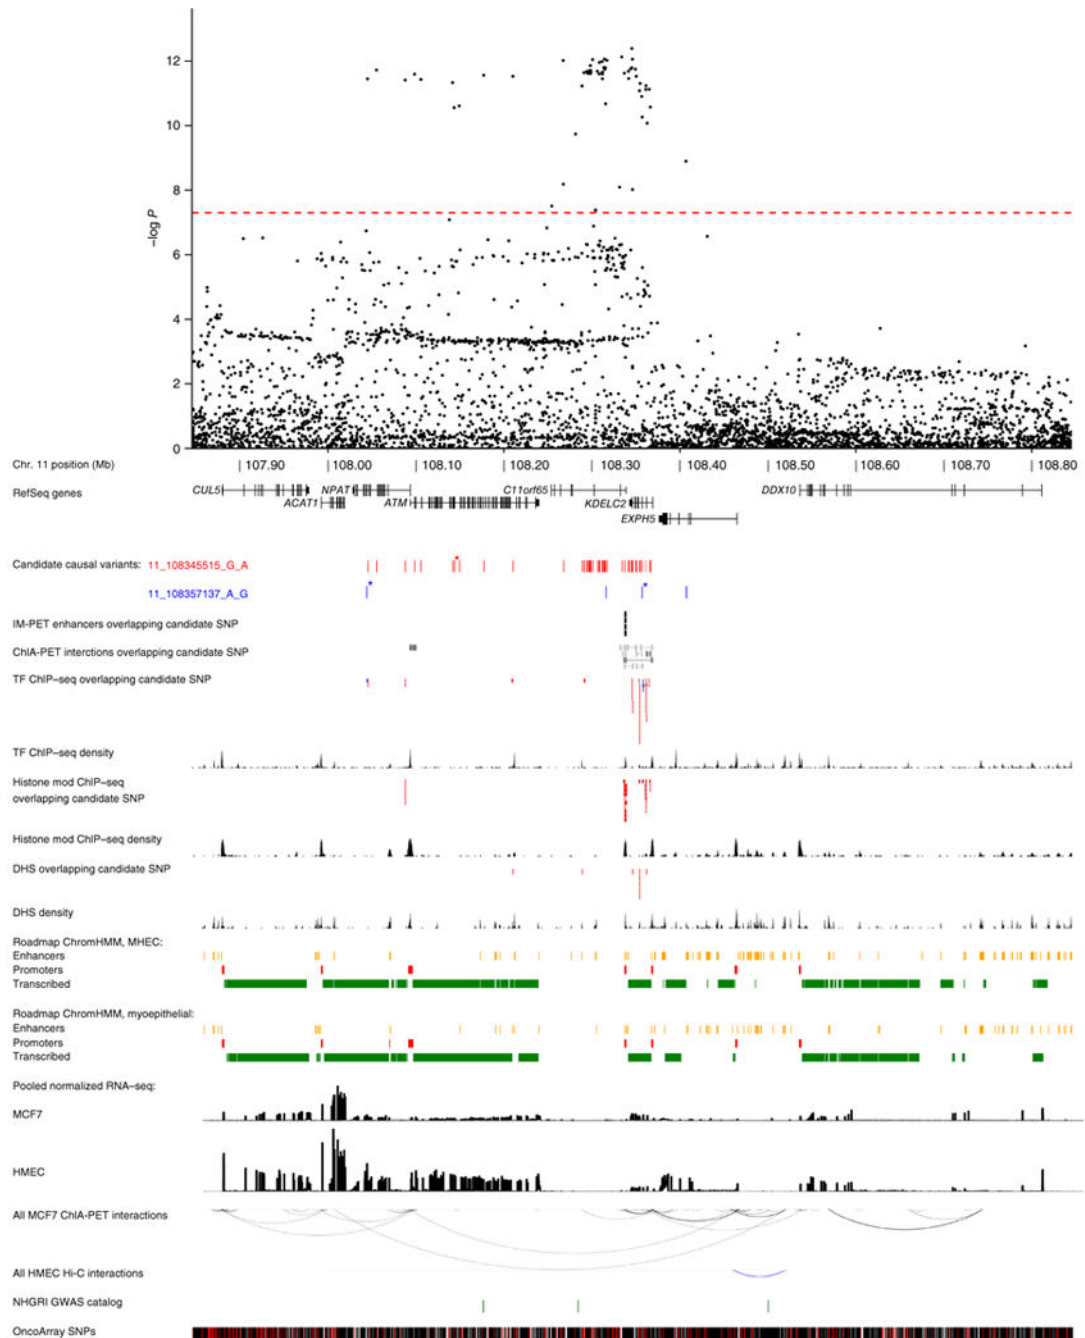 12
10
8
6
4
2
0
−log P
Chr. 11 position (Mb)
107.90 108.00 108.10 108.20 108.30 108.40 108.50 108.60 108.70 108.80
RefSeq genes
CUL5 NPAT C11orf65 DDX10
ACAT1 ATM KDELC2
EXPH5
Candidate causal variants: 11_108345515_G_A *
11_108357137_A_G * *
IM-PET enhancers overlapping candidate SNP
ChIA-PET interctions overlapping candidate SNP
TF ChIP–seq overlapping candidate SNP
TF ChIP–seq density
Histone mod ChIP–seq
overlapping candidate SNP
Histone mod ChIP–seq density
DHS overlapping candidate SNP
DHS density
Roadmap ChromHMM, MHEC:
Enhancers
Promoters
Transcribed
Roadmap ChromHMM, myoepithelial:
Enhancers
Promoters
Transcribed
Pooled normalized RNA–seq:
MCF7
HMEC
All MCF7 ChIA-PET interactions
All HMEC Hi-C interactions
NHGRI GWAS catalog
OncoArray SNPs